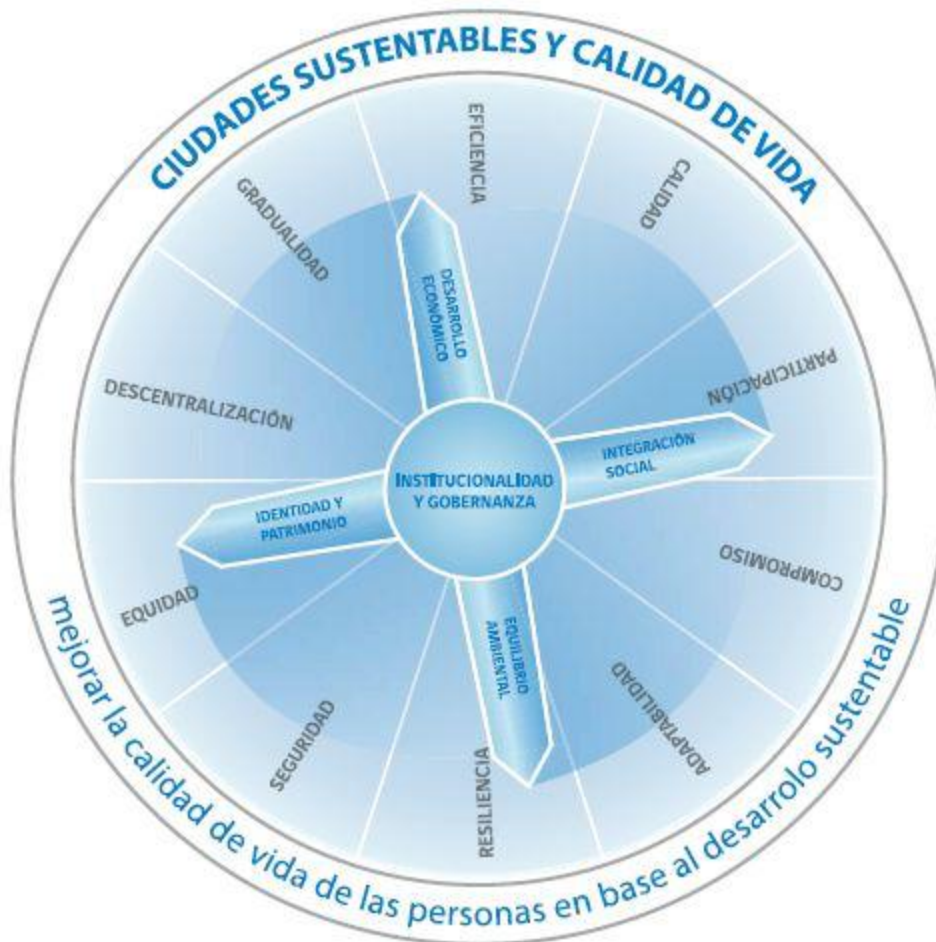 CIUDADES SUSTENTABLES Y CALIDAD DE VIDA
EFICIENCIA
CALIDAD
PARTICIPACIÓN
COMPROMISO
ADAPTABILIDAD
RESILIENCIA
SEGURIDAD
EQUIDAD
DESCENTRALIZACIÓN
GRADUALIDAD
DESARROLLO
ECONÓMICO
INTEGRACIÓN
SOCIAL
EQUILIBRIO
AMBIENTAL
IDENTIDAD Y
PATRIMONIO
INSTITUCIONALIDAD
Y GOBERNANZA
mejorar la calidad de vida de las personas en base al desarrolo sustentable